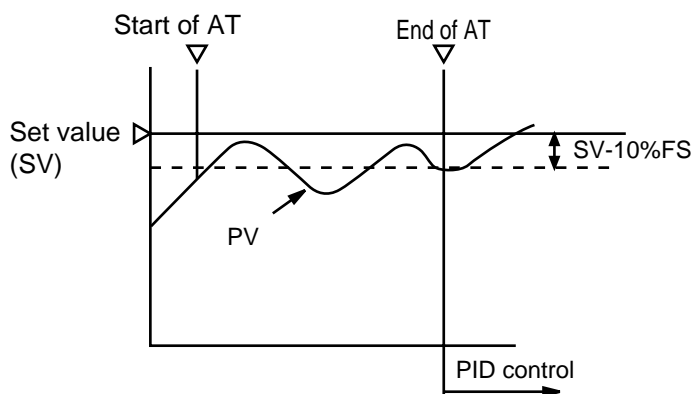 Start of AT
End of AT
Set value
(SV)
SV-10%FS
PV
PID control